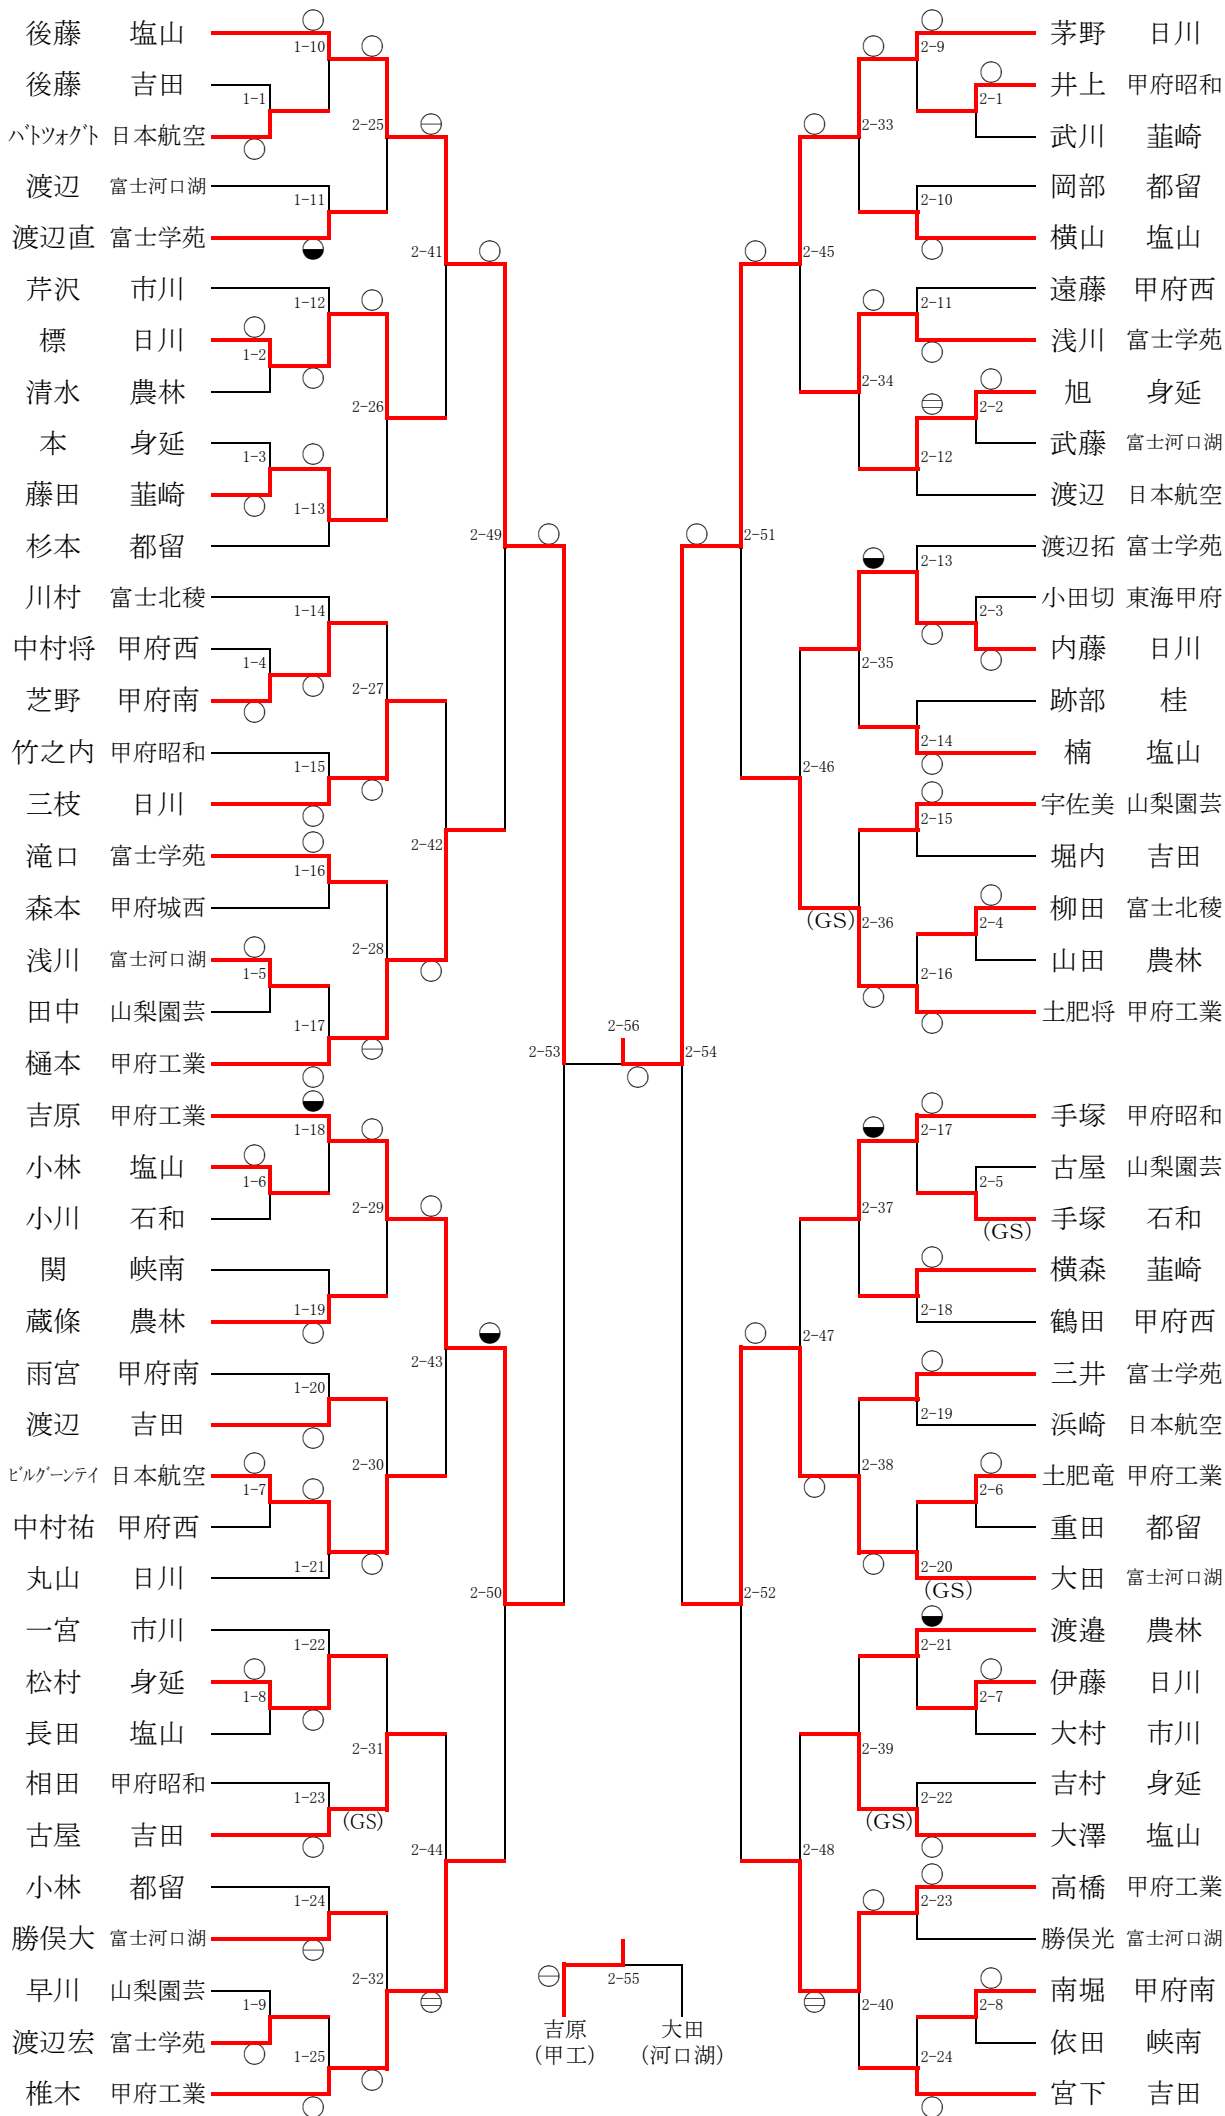 後藤 塩山
後藤 吉田
バトツォグト 日本航空
渡辺 富士河口湖
渡辺直 富士学苑
芹沢 市川
標 日川
清水 農林
本 身延
藤田 韮崎
杉本 都留
川村 富士北稜
中村将 甲府西
芝野 甲府南
竹之内 甲府昭和
三枝 日川
滝口 富士学苑
森本 甲府城西
浅川 富士河口湖
田中 山梨園芸
樋本 甲府工業
吉原 甲府工業
小林 塩山
小川 石和
関 峡南
蔵條 農林
雨宮 甲府南
渡辺 吉田
ビルグーンテイ 日本航空
中村祐 甲府西
丸山 日川
一宮 市川
松村 身延
長田 塩山
相田 甲府昭和
古屋 吉田
小林 都留
勝俣大 富士河口湖
早川 山梨園芸
渡辺宏 富士学苑
椎木 甲府工業
1-10
1-1
1-11
1-12
1-2
1-3
1-13
1-14
1-4
1-15
1-16
1-5
1-17
1-18
1-6
1-19
1-20
1-7
1-21
1-22
1-8
1-23
(GS)
1-24
1-9
1-25
2-25
2-26
2-27
2-28
2-29
2-30
2-31
2-32
2-41
2-42
2-43
2-44
2-49
2-50
2-53
2-56
2-54
2-51
2-52
2-45
2-46
(GS)
2-47
2-48
2-33
2-34
2-35
2-36
2-37
2-38
2-39
(GS)
2-40
2-9
2-1
2-10
2-11
2-2
2-12
2-13
2-3
2-14
2-15
2-4
2-16
2-17
2-5
(GS)
2-18
2-19
2-6
2-20
(GS)
2-21
2-7
2-22
2-23
2-8
2-24
茅野 日川
井上 甲府昭和
武川 韮崎
岡部 都留
横山 塩山
遠藤 甲府西
浅川 富士学苑
旭 身延
武藤 富士河口湖
渡辺 日本航空
渡辺拓 富士学苑
小田切 東海甲府
内藤 日川
跡部 桂
楠 塩山
宇佐美 山梨園芸
堀内 吉田
柳田 富士北稜
山田 農林
土肥将 甲府工業
手塚 甲府昭和
古屋 山梨園芸
手塚 石和
横森 韮崎
鶴田 甲府西
三井 富士学苑
浜崎 日本航空
土肥竜 甲府工業
重田 都留
大田 富士河口湖
渡邉 農林
伊藤 日川
大村 市川
吉村 身延
大澤 塩山
高橋 甲府工業
勝俣光 富士河口湖
南堀 甲府南
依田 峡南
宮下 吉田
2-55
吉原 大田
(甲工) (河口湖)